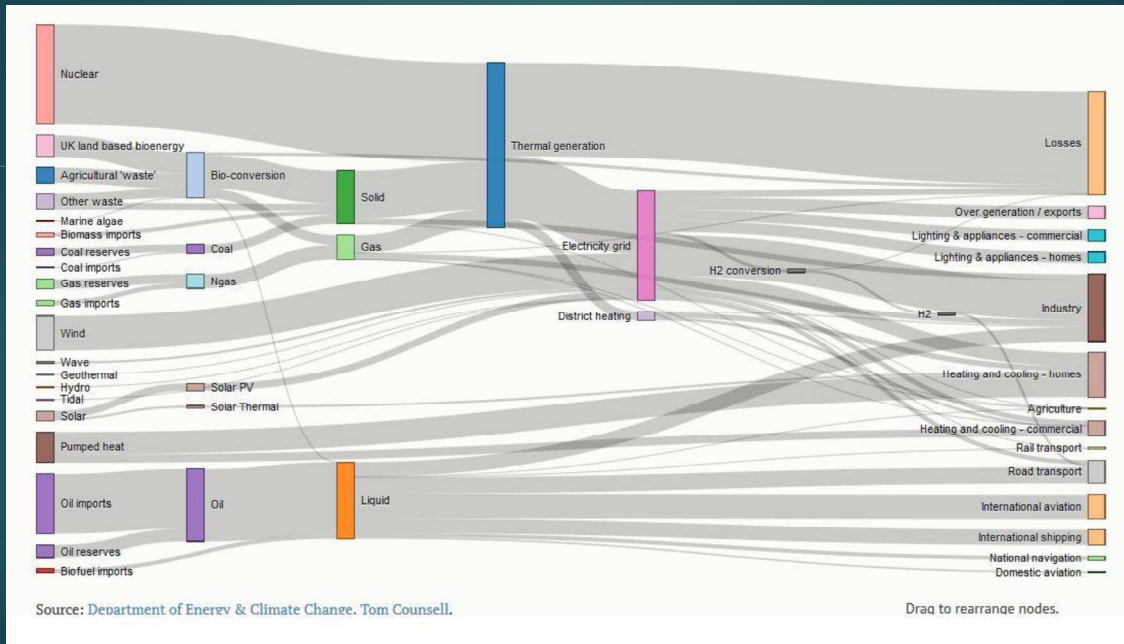 Nuclear
UK land based bioenergy
Agricultural 'waste'
Other waste
Marine algae
Biomass imports
Coal reserves
Coal imports
Gas reserves
Gas imports
Wind
Wave
Geothermal
Hydro
Tidal
Solar
Pumped heat
Oil imports
Oil reserves
Biofuel imports
Bio-conversion
Coal
Ngas
Solar PV
Solar Thermal
Oil
Solid
Gas
Liquid
Thermal generation
Electricity grid
District heating
H2 conversion
H2
Losses
Over generation / exports
Lighting & appliances - commercial
Lighting & appliances - homes
Industry
Heating and cooling - homes
Agriculture
Heating and cooling - commercial
Rail transport
Road transport
International aviation
International shipping
National navigation
Domestic aviation
Source: Department of Energy & Climate Change. Tom Counsell.
Drag to rearrange nodes.